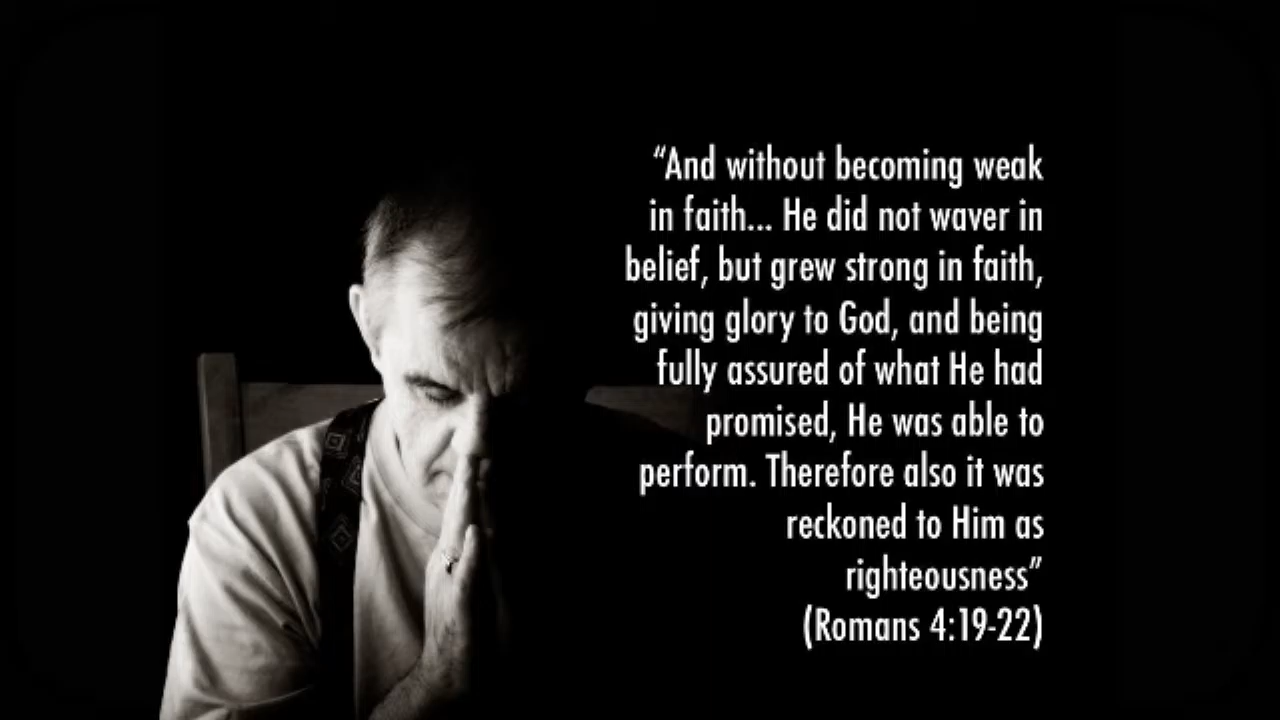 “And without becoming weak
in faith... He did not waver in
belief, but grew strong in faith,
giving glory to God, and being
fully assured of what He had
promised, He was able to
perform. Therefore also it was
reckoned to Him as
righteousness”
(Romans 4:19-22)